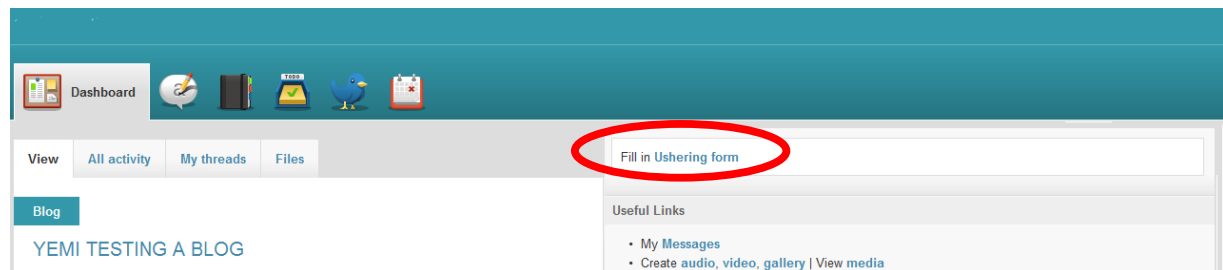 TODO
Dashboard
View All activity My threads Files
Blog
YEMI TESTING A BLOG
Fill in Ushering form
Useful Links
• My Messages
• Create audio, video, gallery | View media